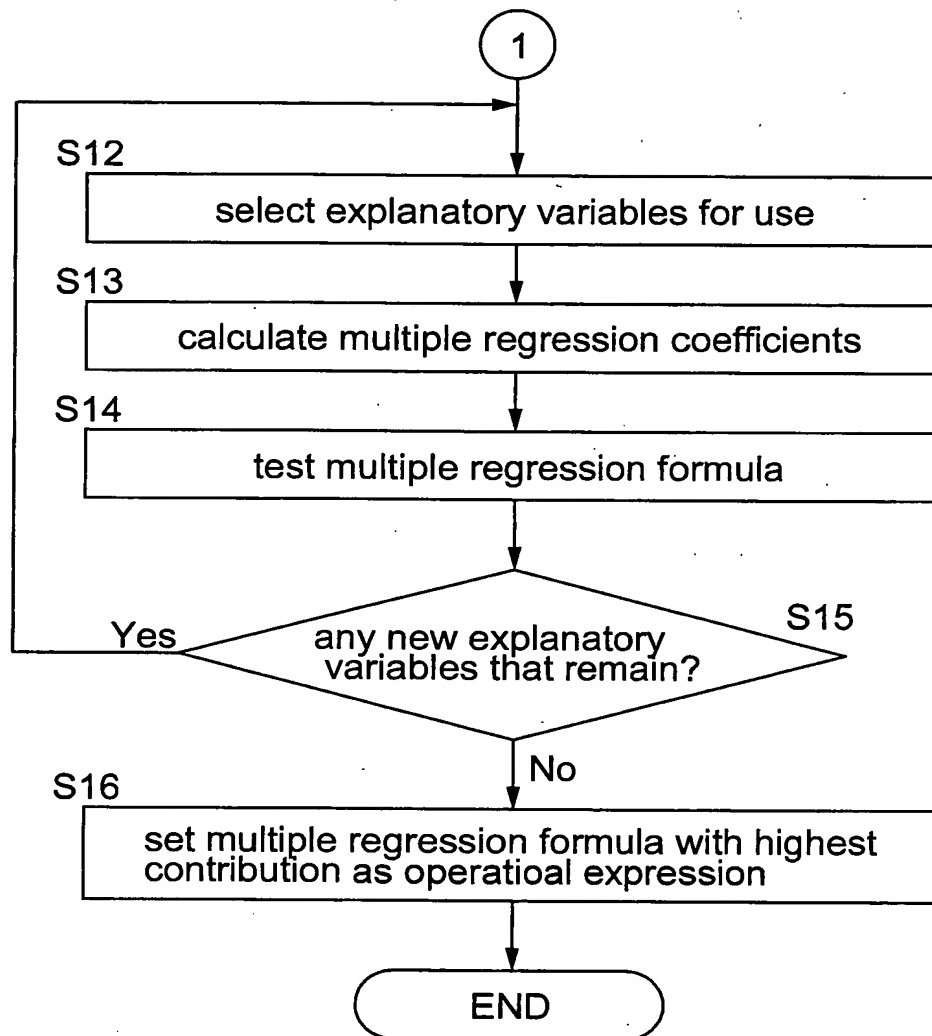 1
S12
select explanatory variables for use
S13
calculate multiple regression coefficients
S14
test multiple regression formula
S15
any new explanatory
variables that remain?
Yes
No
S16
set multiple regression formula with highest
contribution as operatioal expression
END